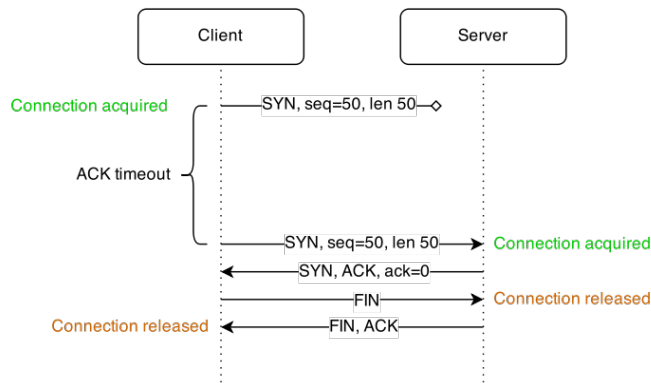 Client
Server
Connection acquired
SYN, seq=50, len 50
ACK timeout
SYN, seq=50, len 50
Connection acquired
SYN, ACK, ack=0
FIN
Connection released
Connection released
FIN, ACK